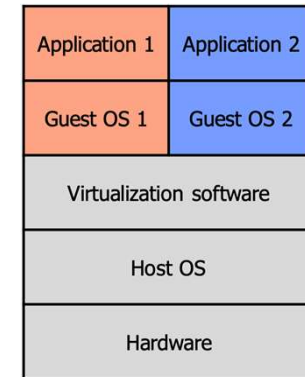 Application 1 Application 2
Guest OS 1 Guest OS 2
Virtualization software
Host OS
Hardware